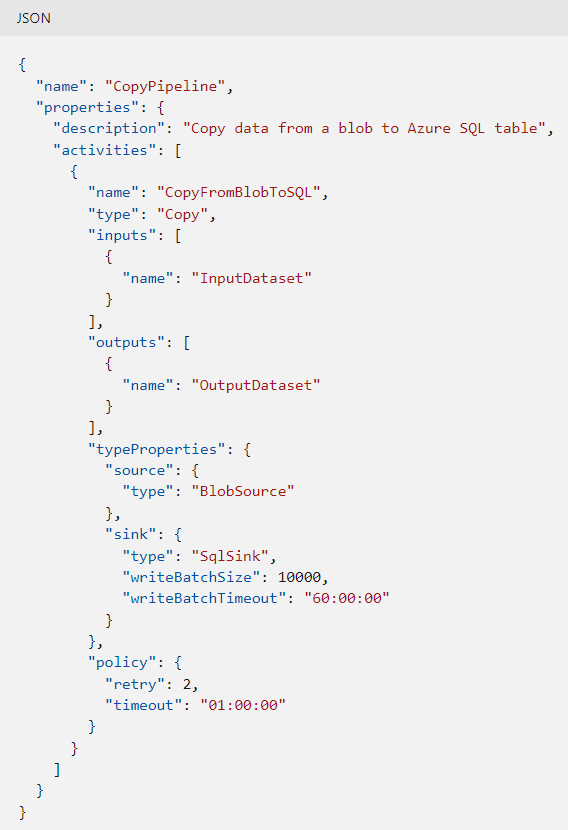 JSON
{
  "name": "CopyPipeline",
  "properties": {
    "description": "Copy data from a blob to Azure SQL table",
    "activities": [
      {
        "name": "CopyFromBlobToSQL",
        "type": "Copy",
        "inputs": [
          {
            "name": "InputDataset"
          }
        ],
        "outputs": [
          {
            "name": "OutputDataset"
          }
        ],
        "typeProperties": {
          "source": {
            "type": "BlobSource"
          },
          "sink": {
            "type": "SqlSink",
            "writeBatchSize": 10000,
            "writeBatchTimeout": "60:00:00"
          }
        },
        "policy": {
          "retry": 2,
          "timeout": "01:00:00"
        }
      }
    ]
  }
}